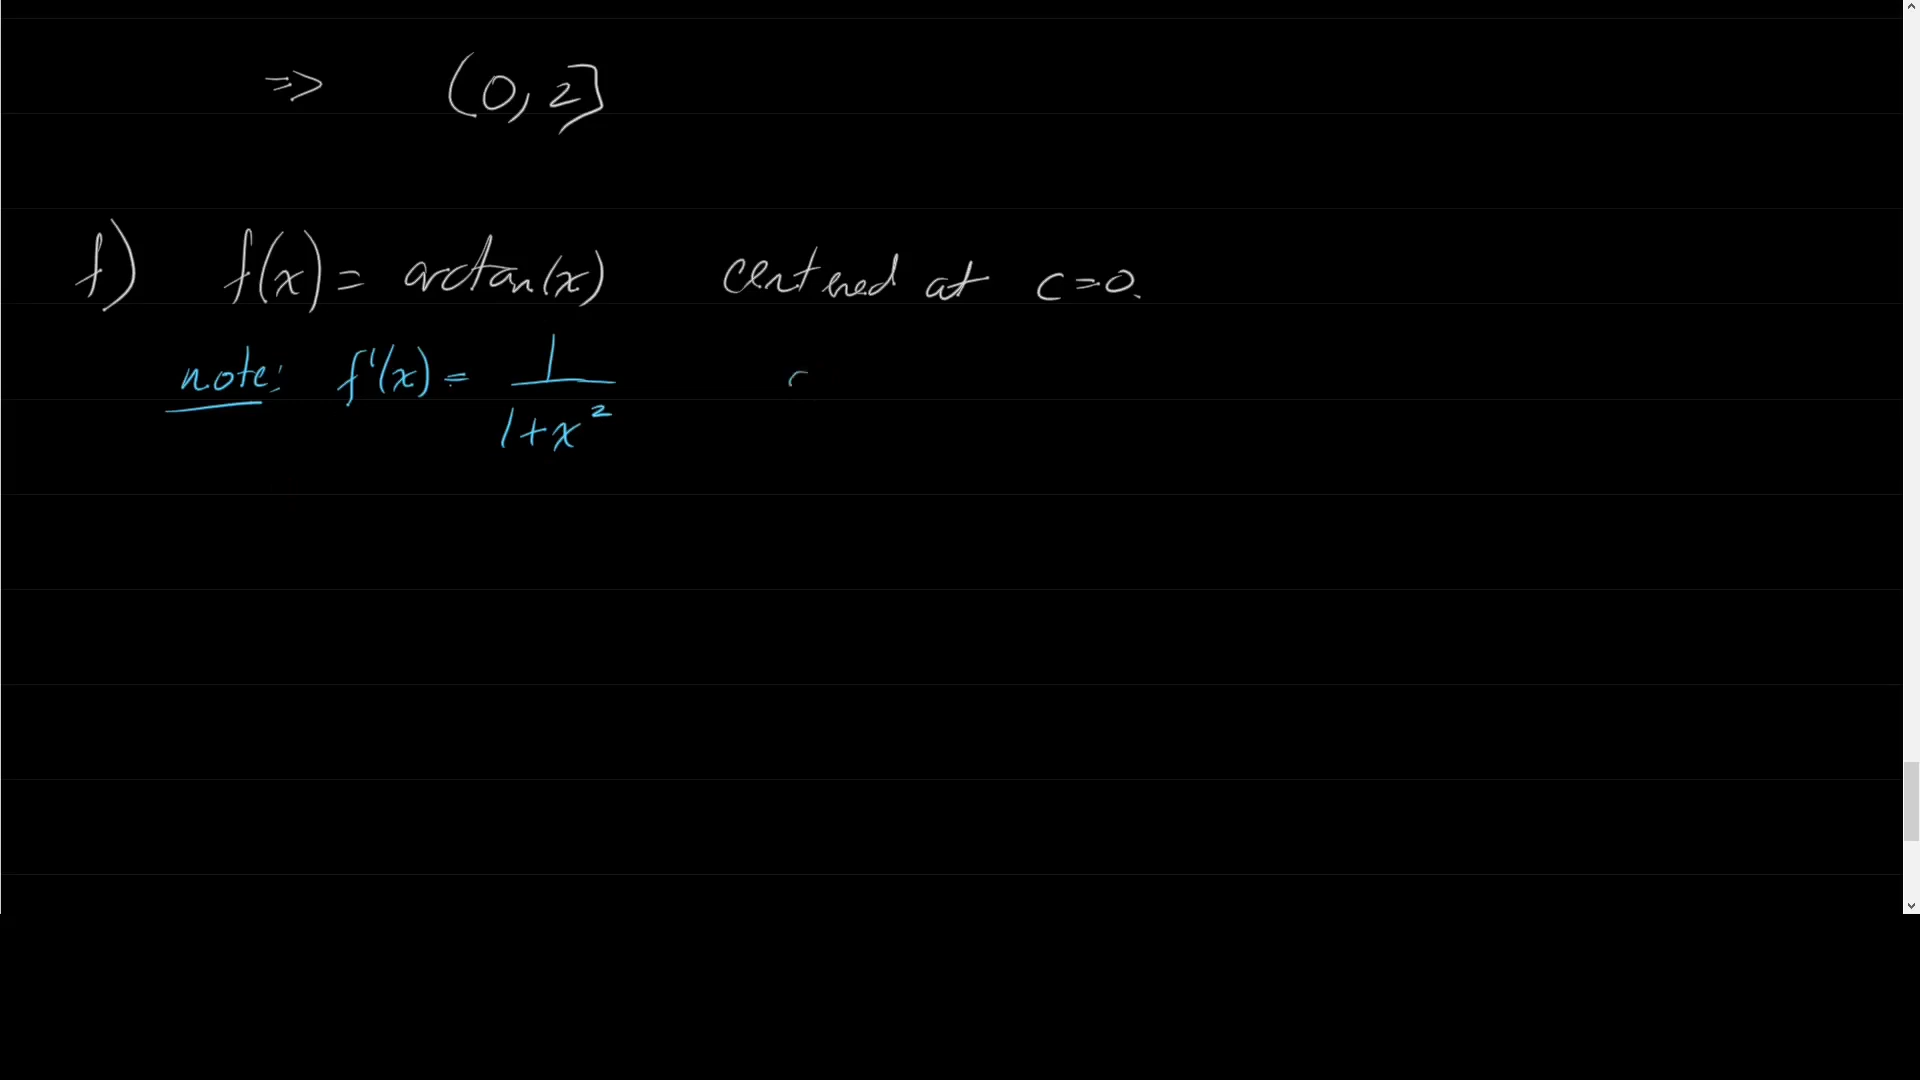 => (0, 2]
f) f(x) = arctan(x) centered at c=0.
note: f'(x) = 1/(1+x²)